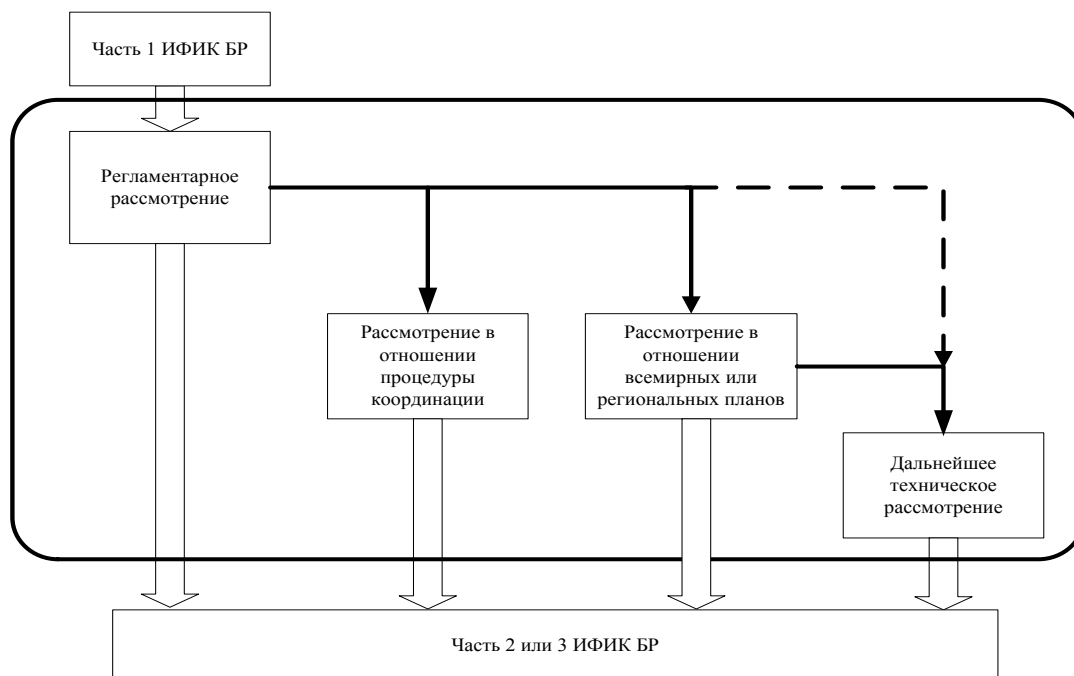 Часть 1 ИФИК БР
Регламентарное
рассмотрение
Рассмотрение в
отношении
процедуры
координации
Рассмотрение в
отношении
всемирных или
региональных планов
Дальнейшее
техническое
рассмотрение
Часть 2 или 3 ИФИК БР